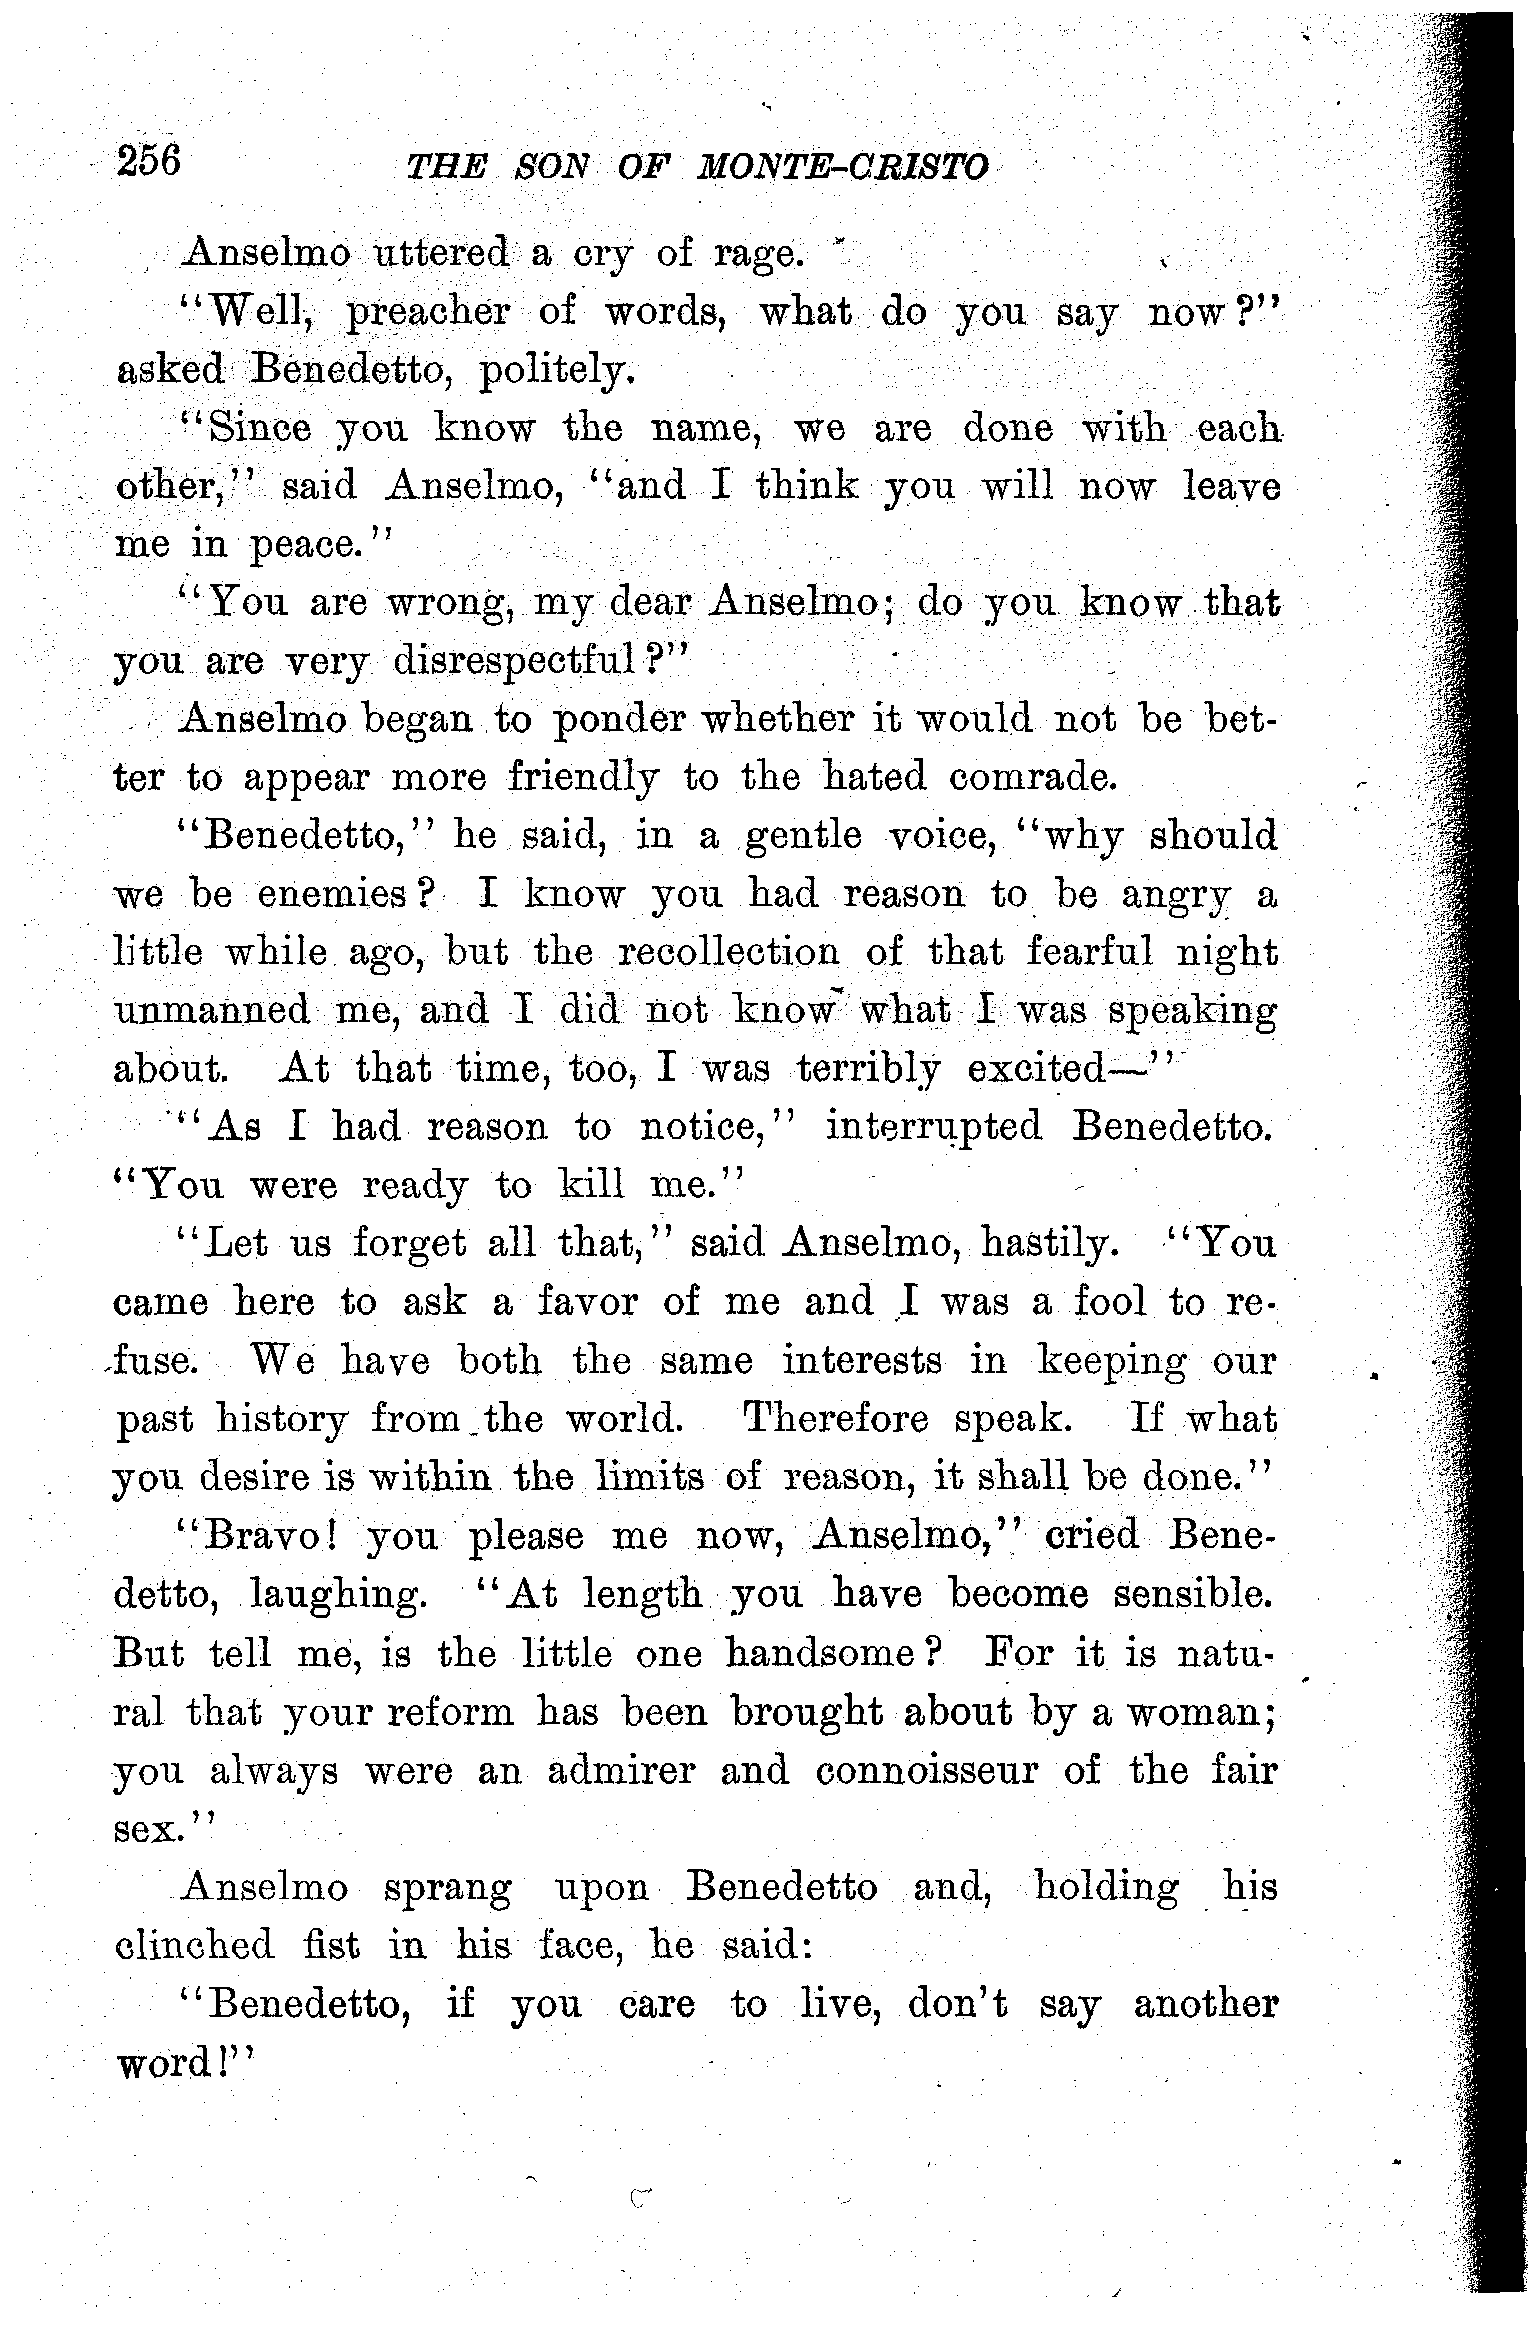 256 THE SON OF MONTE-CRISTO
Anselmo uttered a cry of rage.
"Well, preacher of words, what do you say now?"
asked Benedetto, politely.
"Since you know the name, we are done with each
other," said Anselmo, "and I think you will now leave
me in peace."
"You are wrong, my dear Anselmo; do you know that
you are very disrespectful?"
Anselmo began to ponder whether it would not be bet-
ter to appear more friendly to the hated comrade.
"Benedetto," he said, in a gentle voice, "why should
we be enemies? I know you had reason to be angry a
little while ago, but the recollection of that fearful night
unmanned me, and I did not know what I was speaking
about. At that time, too, I was terribly excited—"
"As I had reason to notice," interrupted Benedetto.
"You were ready to kill me."
"Let us forget all that," said Anselmo, hastily. "You
came here to ask a favor of me and I was a fool to re-
fuse. We have both the same interests in keeping our
past history from the world. Therefore speak. If what
you desire is within the limits of reason, it shall be done."
"Bravo! you please me now, Anselmo," cried Bene-
detto, laughing. "At length you have become sensible.
But tell me, is the little one handsome? For it is natu-
ral that your reform has been brought about by a woman;
you always were an admirer and connoisseur of the fair
sex."
Anselmo sprang upon Benedetto and, holding his
clinched fist in his face, he said:
"Benedetto, if you care to live, don't say another
word!"